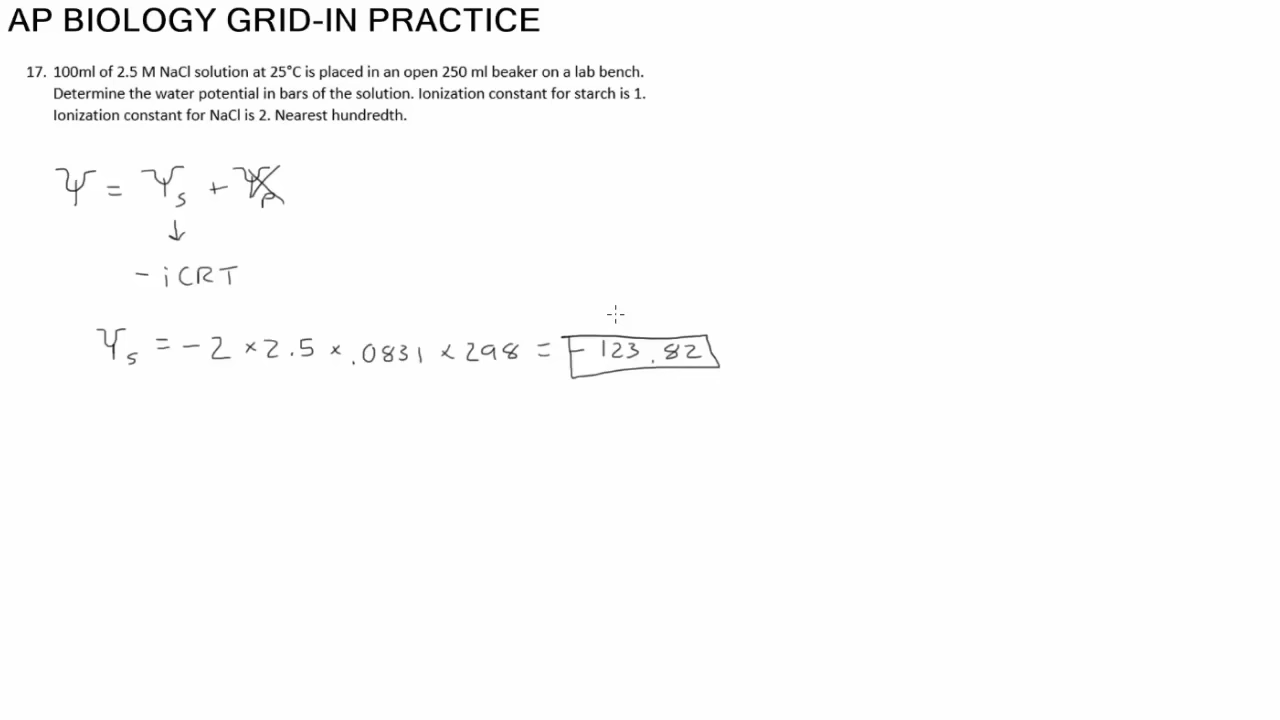 AP BIOLOGY GRID-IN PRACTICE
17. 100ml of 2.5 M NaCl solution at 25°C is placed in an open 250 ml beaker on a lab bench.
Determine the water potential in bars of the solution. Ionization constant for starch is 1.
Ionization constant for NaCl is 2. Nearest hundredth.
Ψ = Ψs + Ψp
↓
- iCRT
Ψs = - 2 × 2.5 × .0831 × 298 = - 123.82